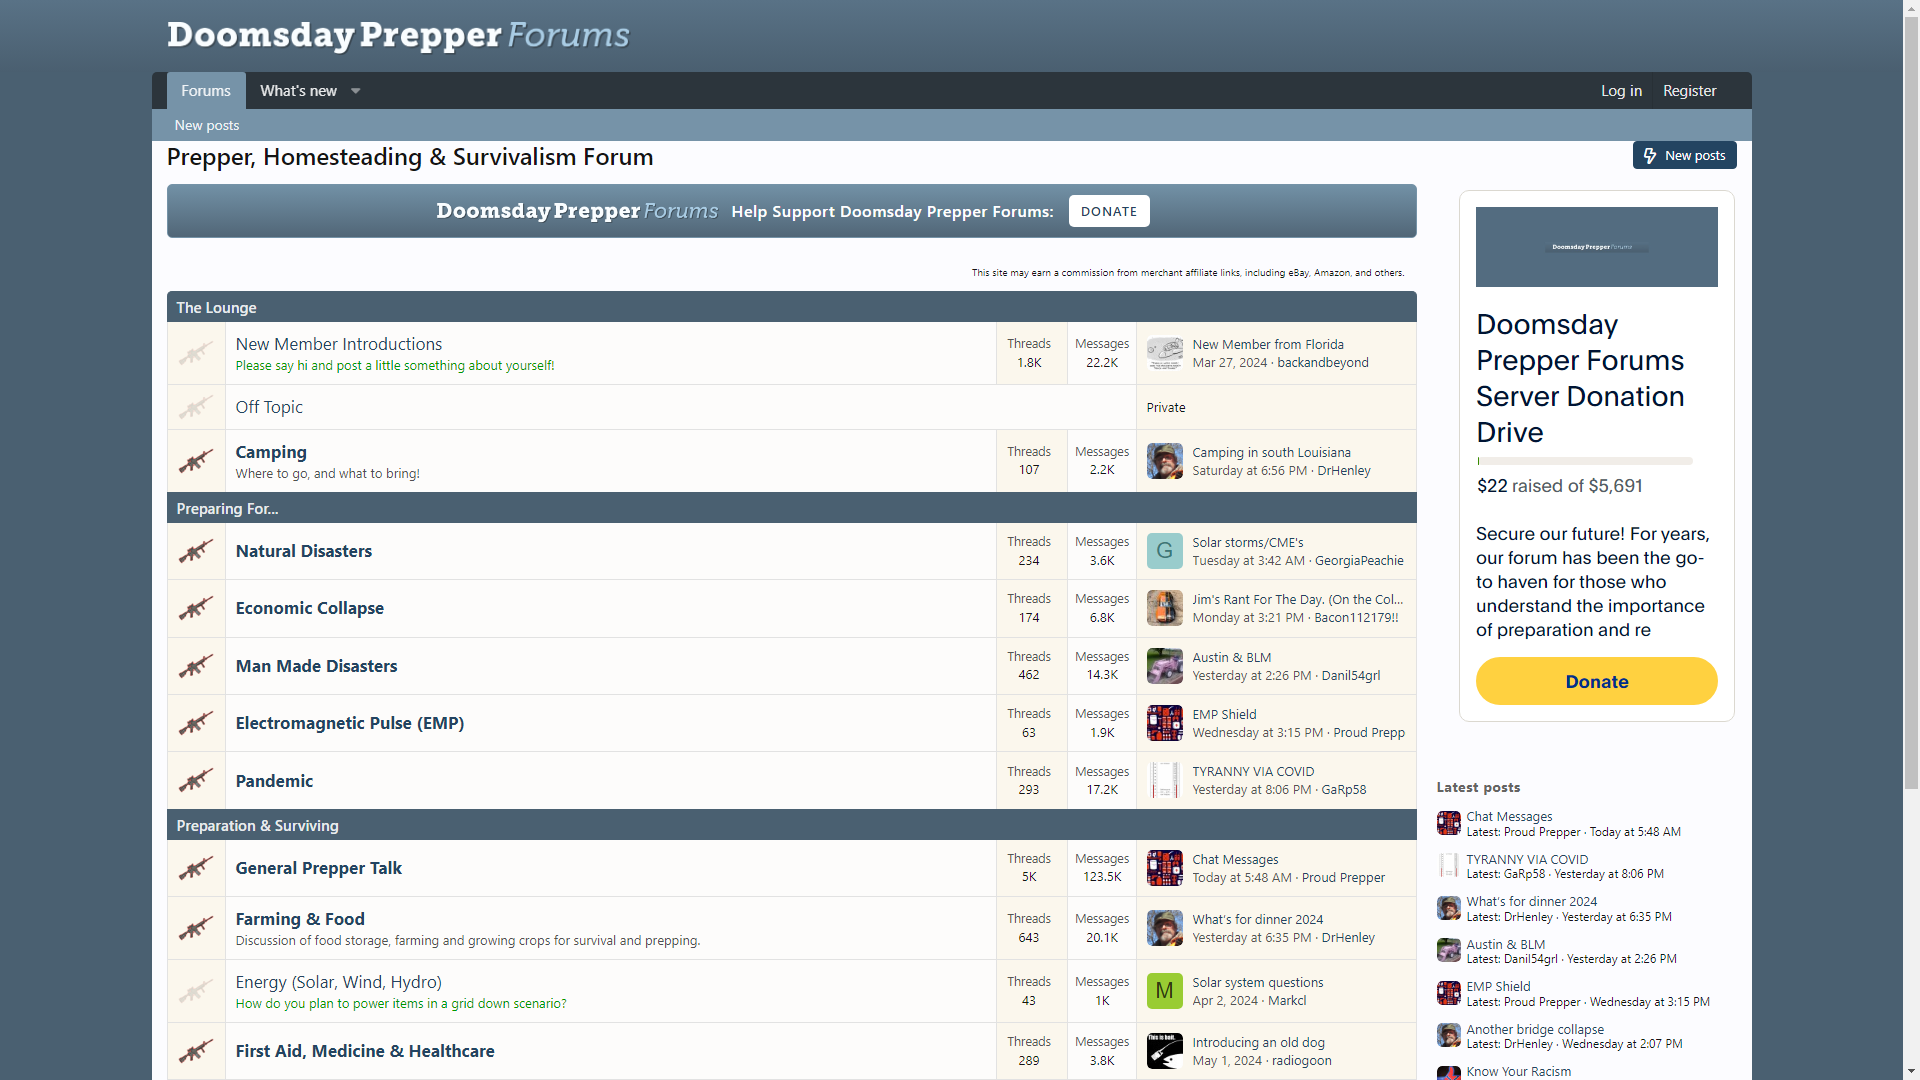 Doomsday Prepper Forums
Forums
What's new
Log in
Register
New posts
Prepper, Homesteading & Survivalism Forum
New posts
Doomsday Prepper Forums Help Support Doomsday Prepper Forums: DONATE
This site may earn a commission from merchant affiliate links, including eBay, Amazon, and others.
The Lounge
New Member Introductions
Please say hi and post a little something about yourself!
Threads
1.8K
Messages
22.2K
New Member from Florida
Mar 27, 2024 · backandbeyond
Off Topic
Private
Camping
Where to go, and what to bring!
Threads
107
Messages
2.2K
Camping in south Louisiana
Saturday at 6:56 PM · DrHenley
Preparing For...
Natural Disasters
Threads
234
Messages
3.6K
G
Solar storms/CME's
Tuesday at 3:42 AM · GeorgiaPeachie
Economic Collapse
Threads
174
Messages
6.8K
Jim's Rant For The Day. (On the Col...
Monday at 3:21 PM · Bacon112179!!
Man Made Disasters
Threads
462
Messages
14.3K
Austin & BLM
Yesterday at 2:26 PM · Danil54grl
Electromagnetic Pulse (EMP)
Threads
63
Messages
1.9K
EMP Shield
Wednesday at 3:15 PM · Proud Prepp
Pandemic
Threads
293
Messages
17.2K
TYRANNY VIA COVID
Yesterday at 8:06 PM · GaRp58
Preparation & Surviving
General Prepper Talk
Threads
5K
Messages
123.5K
Chat Messages
Today at 5:48 AM · Proud Prepper
Farming & Food
Discussion of food storage, farming and growing crops for survival and prepping.
Threads
643
Messages
20.1K
What's for dinner 2024
Yesterday at 6:35 PM · DrHenley
Energy (Solar, Wind, Hydro)
How do you plan to power items in a grid down scenario?
Threads
43
Messages
1K
M
Solar system questions
Apr 2, 2024 · Markcl
First Aid, Medicine & Healthcare
Threads
289
Messages
3.8K
This is bait.
Introducing an old dog
May 1, 2024 · radiogoon
Doomsday Prepper Forums
Doomsday
Prepper Forums
Server Donation
Drive
$22 raised of $5,691
Secure our future! For years,
our forum has been the go-
to haven for those who
understand the importance
of preparation and re
Donate
Latest posts
Chat Messages
Latest: Proud Prepper · Today at 5:48 AM
TYRANNY VIA COVID
Latest: GaRp58 · Yesterday at 8:06 PM
What's for dinner 2024
Latest: DrHenley · Yesterday at 6:35 PM
Austin & BLM
Latest: Danil54grl · Yesterday at 2:26 PM
EMP Shield
Latest: Proud Prepper · Wednesday at 3:15 PM
Another bridge collapse
Latest: DrHenley · Wednesday at 2:07 PM
Know Your Racism